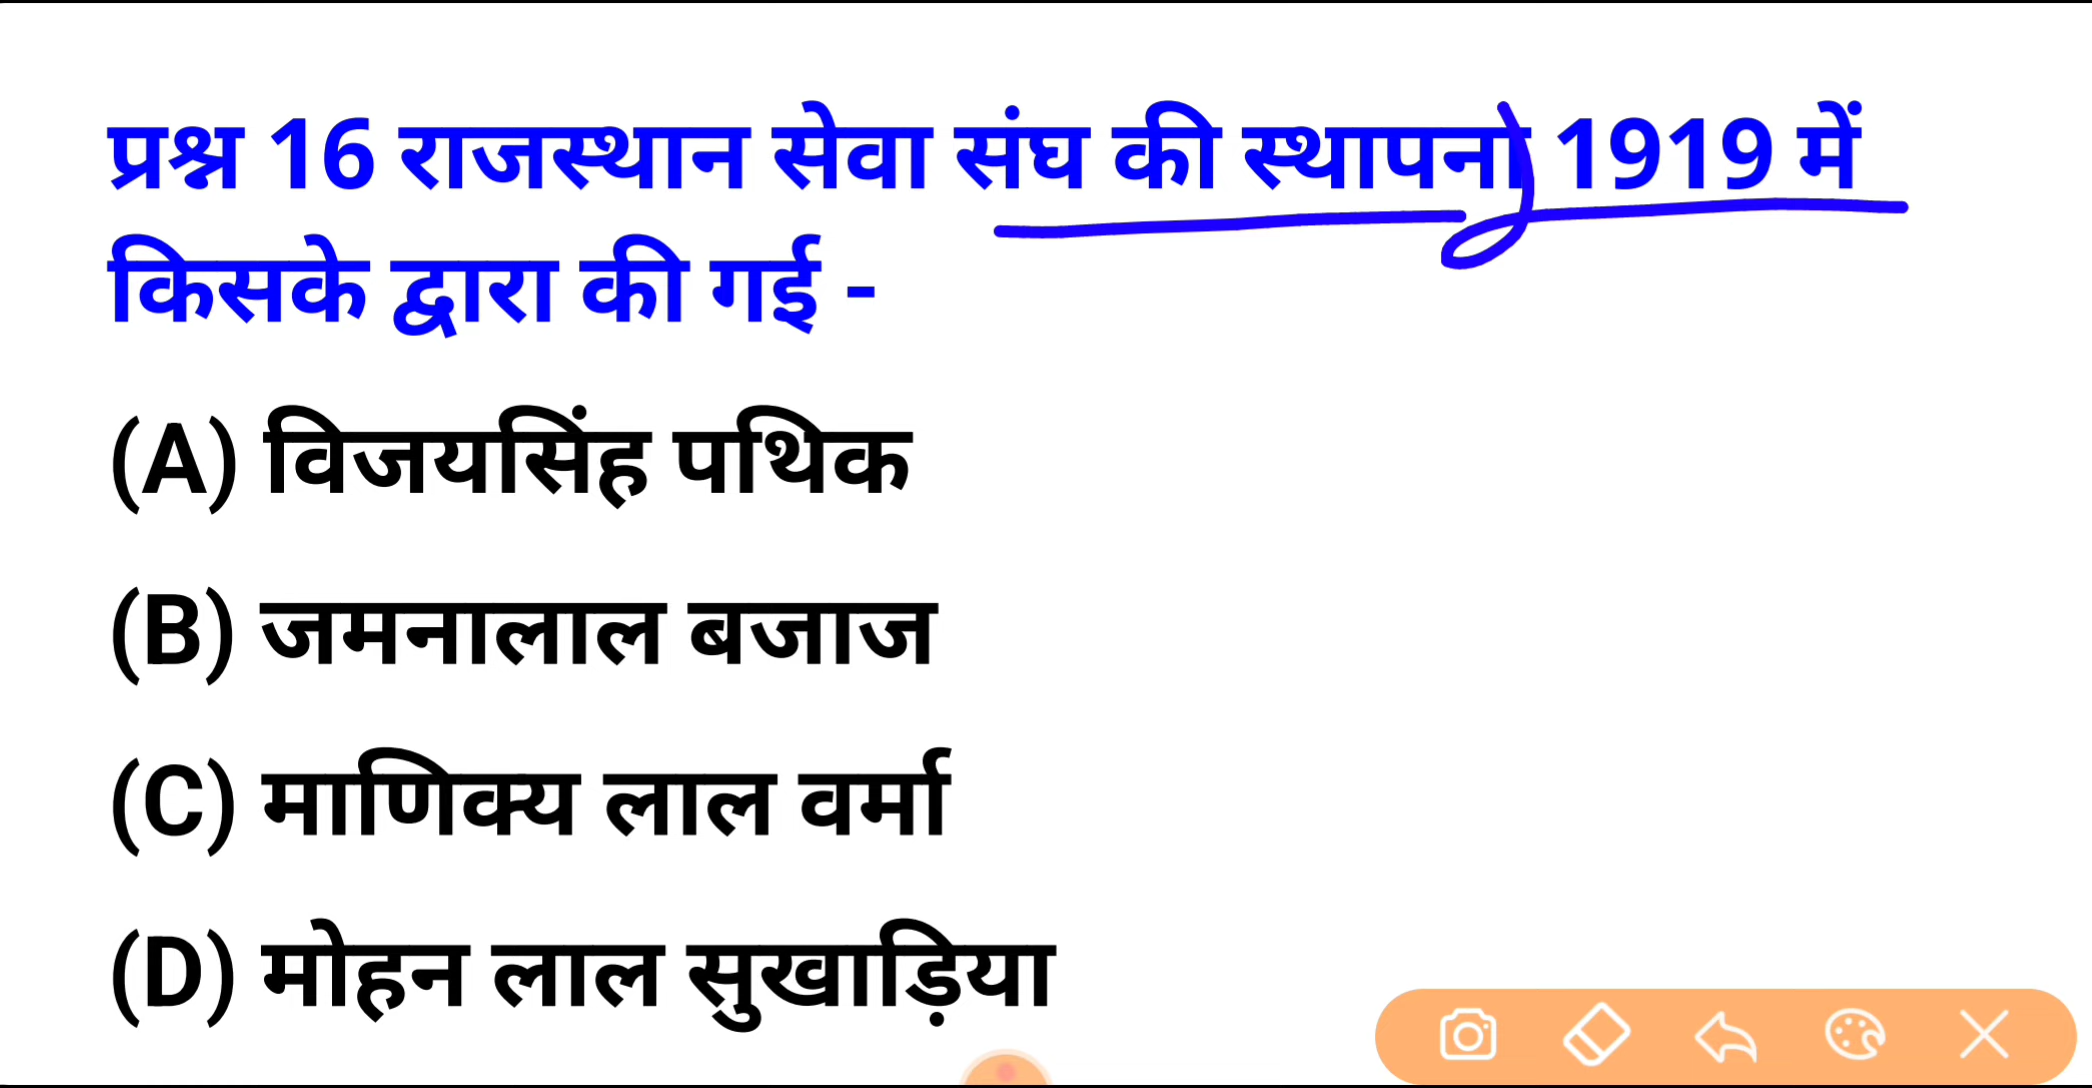 प्रश्न 16 राजस्थान सेवा संघ की स्थापना 1919 में
किसके द्वारा की गई -
(A) विजयसिंह पथिक
(B) जमनालाल बजाज
(C) माणिक्य लाल वर्मा
(D) मोहन लाल सुखाड़िया